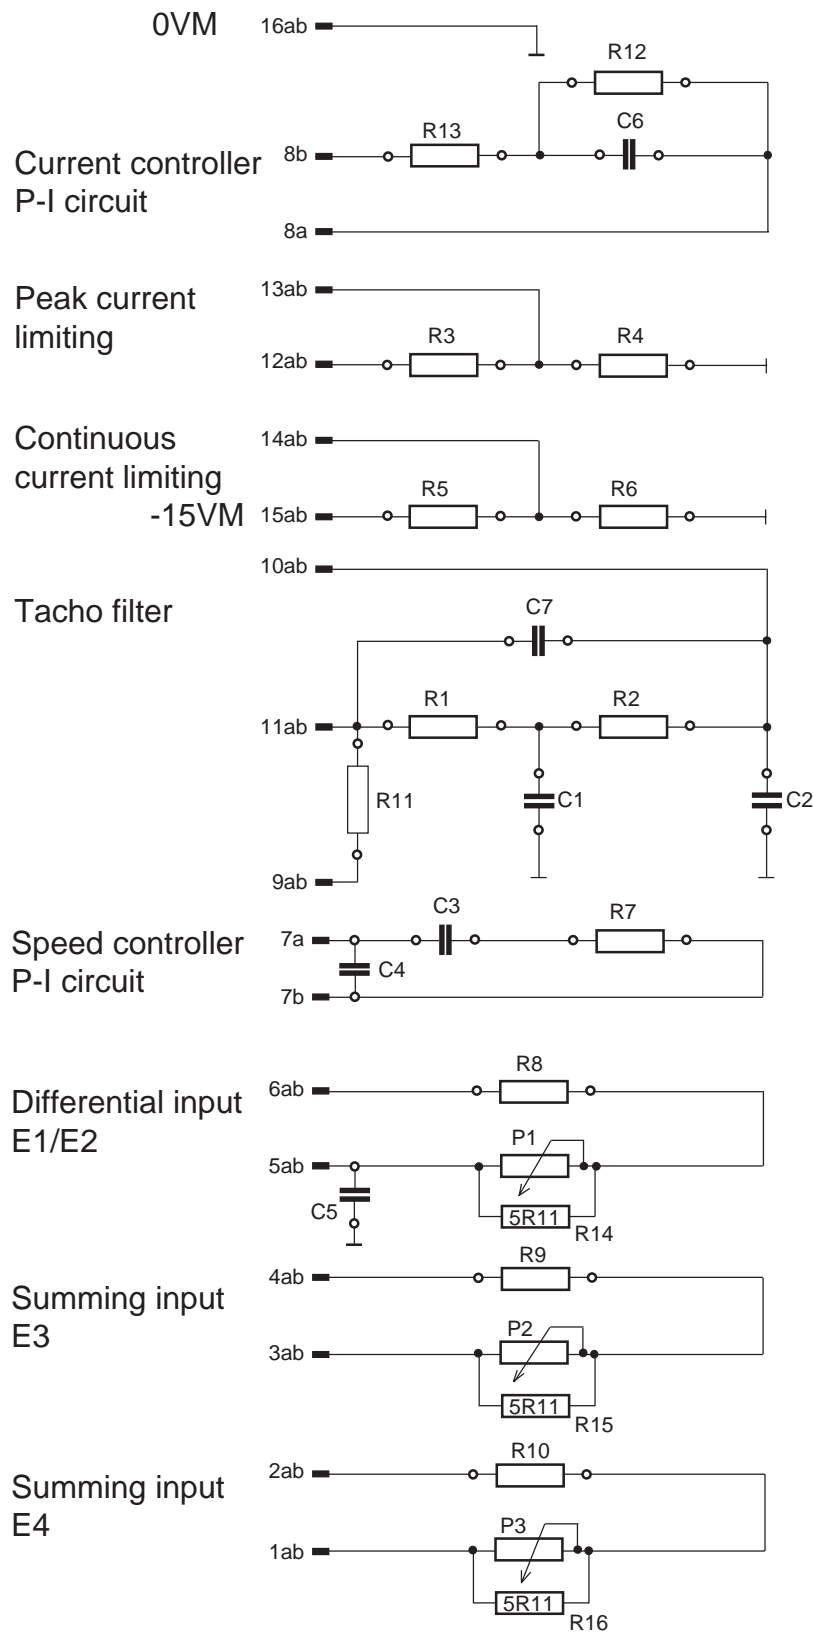 0VM 16ab
R12
C6
R13
8b
Current controller
P-I circuit
8a
13ab
Peak current
limiting
R3 R4
12ab
14ab
Continuous
current limiting
R5 R6
-15VM 15ab
10ab
Tacho filter
C7
R1 R2
11ab
R11 C1 C2
9ab
C3 R7
7a
Speed controller
P-I circuit
C4
7b
R8
6ab
Differential input
E1/E2
P1
5ab
C5
5R11
R14
R9
4ab
Summing input
E3
P2
3ab
5R11
R15
R10
2ab
Summing input
E4
P3
1ab
5R11
R16